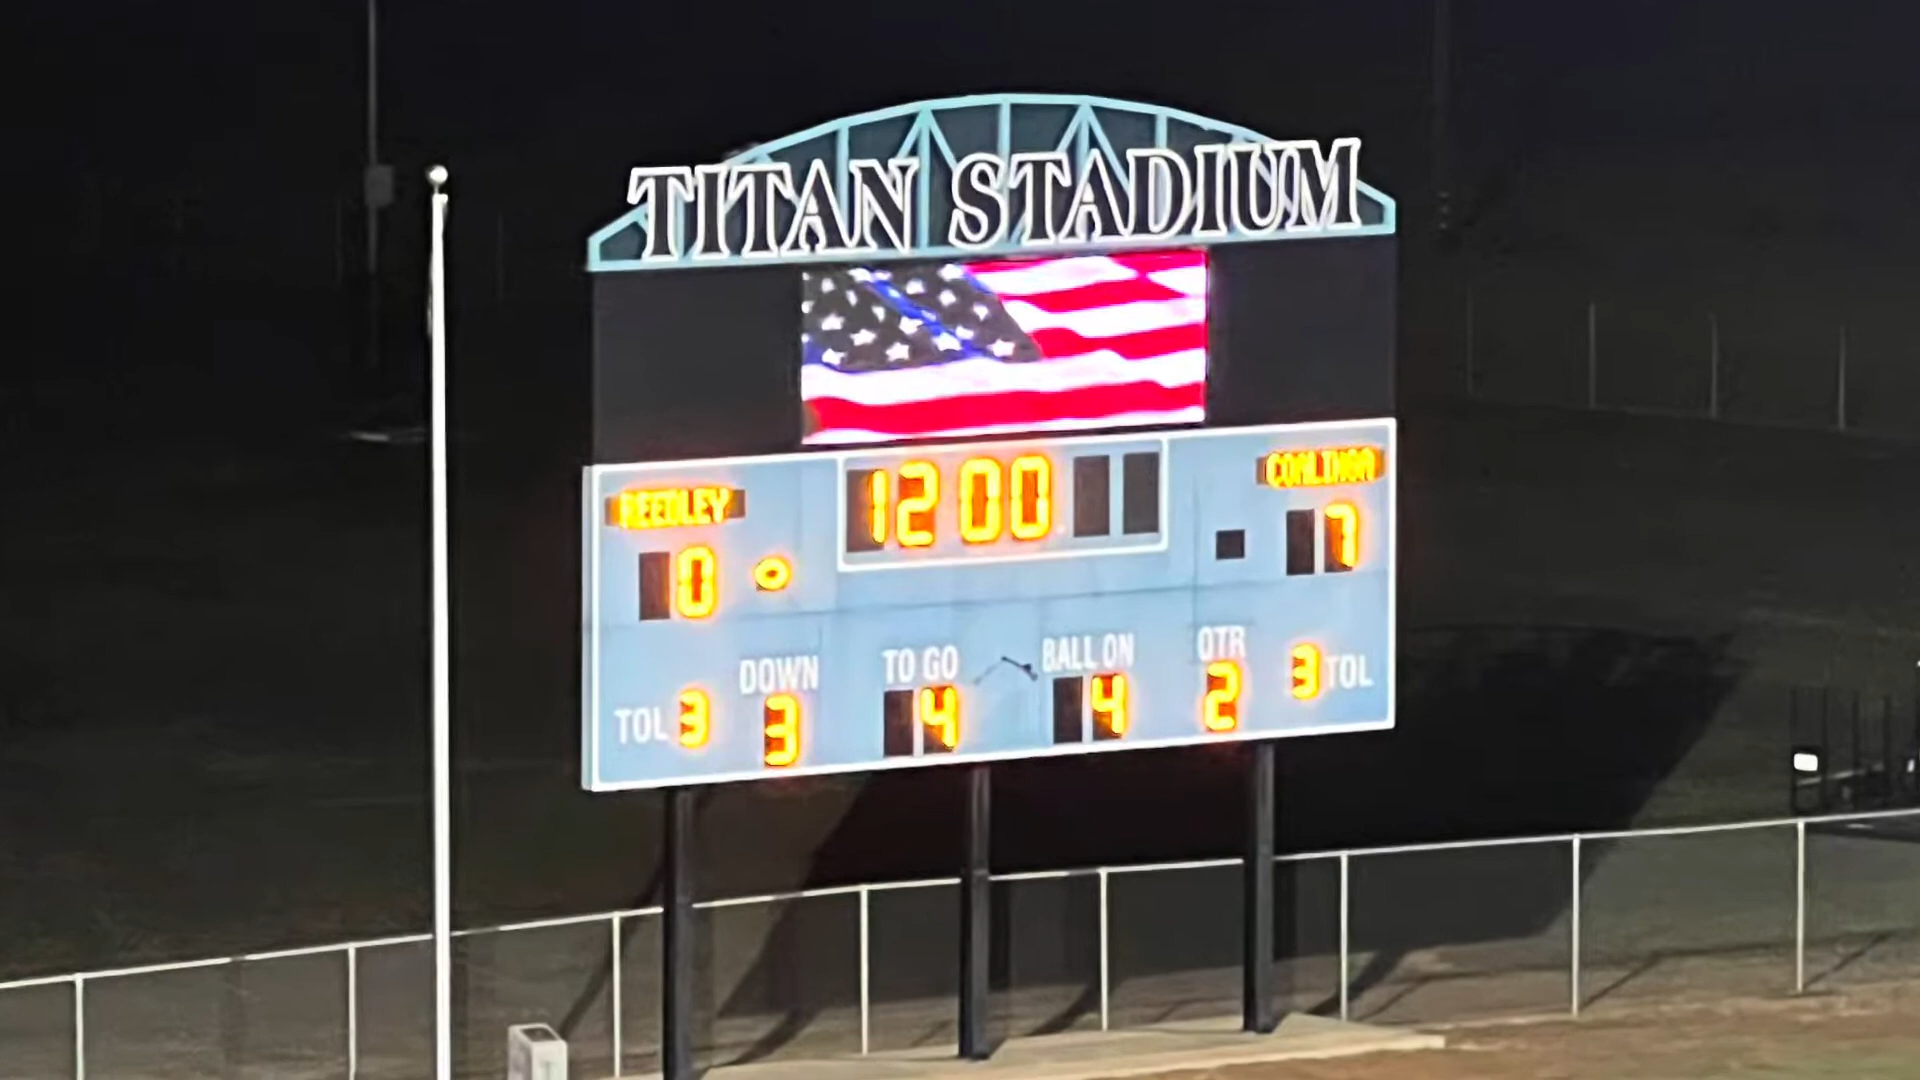 TITAN STADIUM
12 00
REEDLEY
COALINGA
0
7
DOWN TO GO BALL ON QTR
TOL 3 3 4 4 2 3 TOL